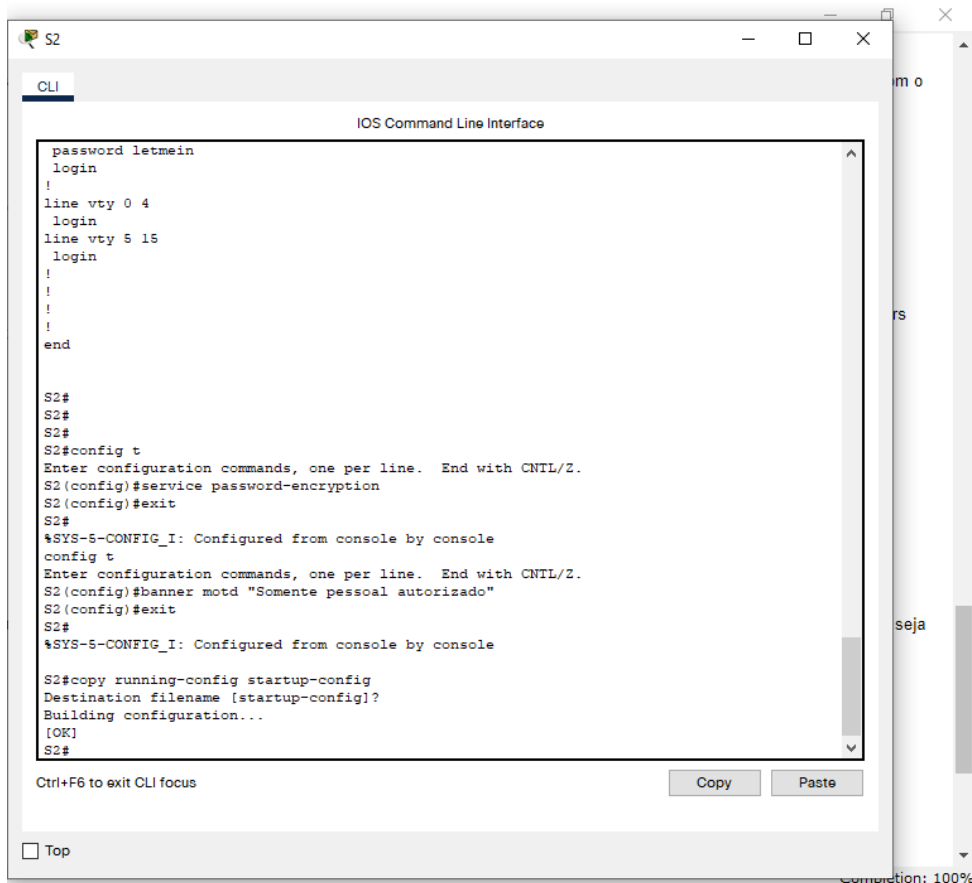 S2
CLI
IOS Command Line Interface
password letmein
login
!
line vty 0 4
login
line vty 5 15
login
!
!
!
!
end
S2#
S2#
S2#
S2#config t
Enter configuration commands, one per line.  End with CNTL/Z.
S2(config)#service password-encryption
S2(config)#exit
S2#
%SYS-5-CONFIG_I: Configured from console by console
config t
Enter configuration commands, one per line.  End with CNTL/Z.
S2(config)#banner motd "Somente pessoal autorizado"
S2(config)#exit
S2#
%SYS-5-CONFIG_I: Configured from console by console
S2#copy running-config startup-config
Destination filename [startup-config]?
Building configuration...
[OK]
S2#
Ctrl+F6 to exit CLI focus
Copy
Paste
Top
m o
rs
seja
Completion: 100%